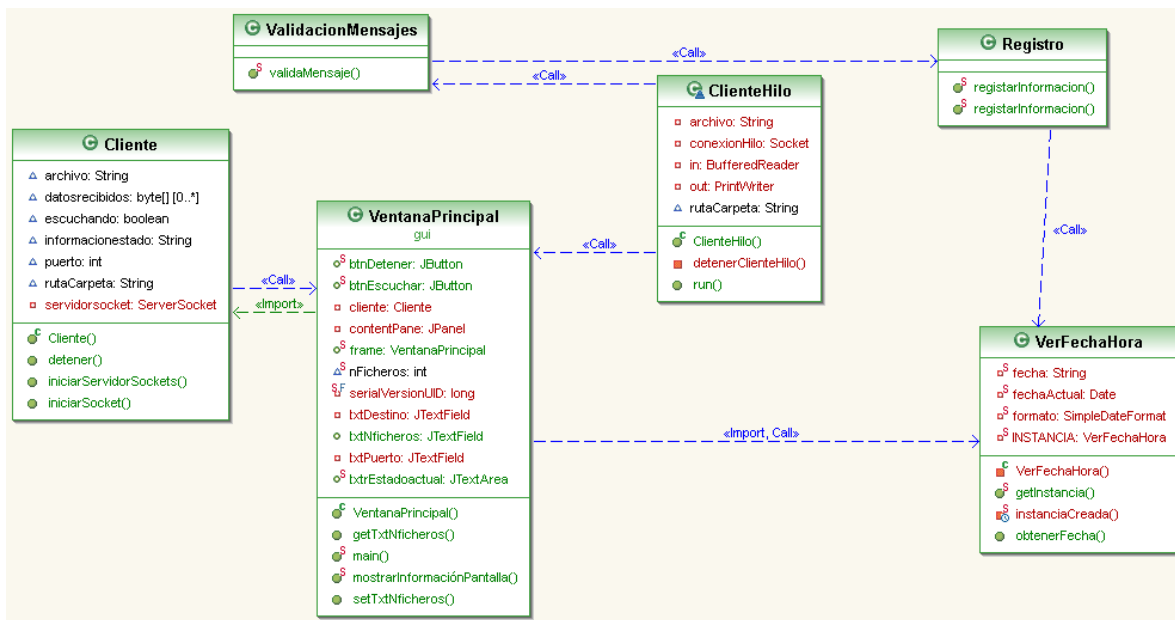 ValidacionMensajes
validaMensaje()
«Call»
«Call»
Registro
registarInformacion()
registarInformacion()
ClienteHilo
archivo: String
conexionHilo: Socket
in: BufferedReader
out: PrintWriter
rutaCarpeta: String
ClienteHilo()
detenerClienteHilo()
run()
Cliente
archivo: String
datosrecibidos: byte[] [0..*]
escuchando: boolean
informacionestado: String
puerto: int
rutaCarpeta: String
servidorsocket: ServerSocket
Cliente()
detener()
iniciarServidorSockets()
iniciarSocket()
«Call»
«Import»
VentanaPrincipal
gui
btnDetener: JButton
btnEscuchar: JButton
cliente: Cliente
contentPane: JPanel
frame: VentanaPrincipal
nFicheros: int
serialVersionUID: long
txtDestino: JTextField
txtNficheros: JTextField
txtPuerto: JTextField
txtrEstadoactual: JTextArea
VentanaPrincipal()
getTxtNficheros()
main()
mostrarInformaciónPantalla()
setTxtNficheros()
«Call»
«Call»
«Import, Call»
VerFechaHora
fecha: String
fechaActual: Date
formato: SimpleDateFormat
INSTANCIA: VerFechaHora
VerFechaHora()
getInstancia()
instanciaCreada()
obtenerFecha()